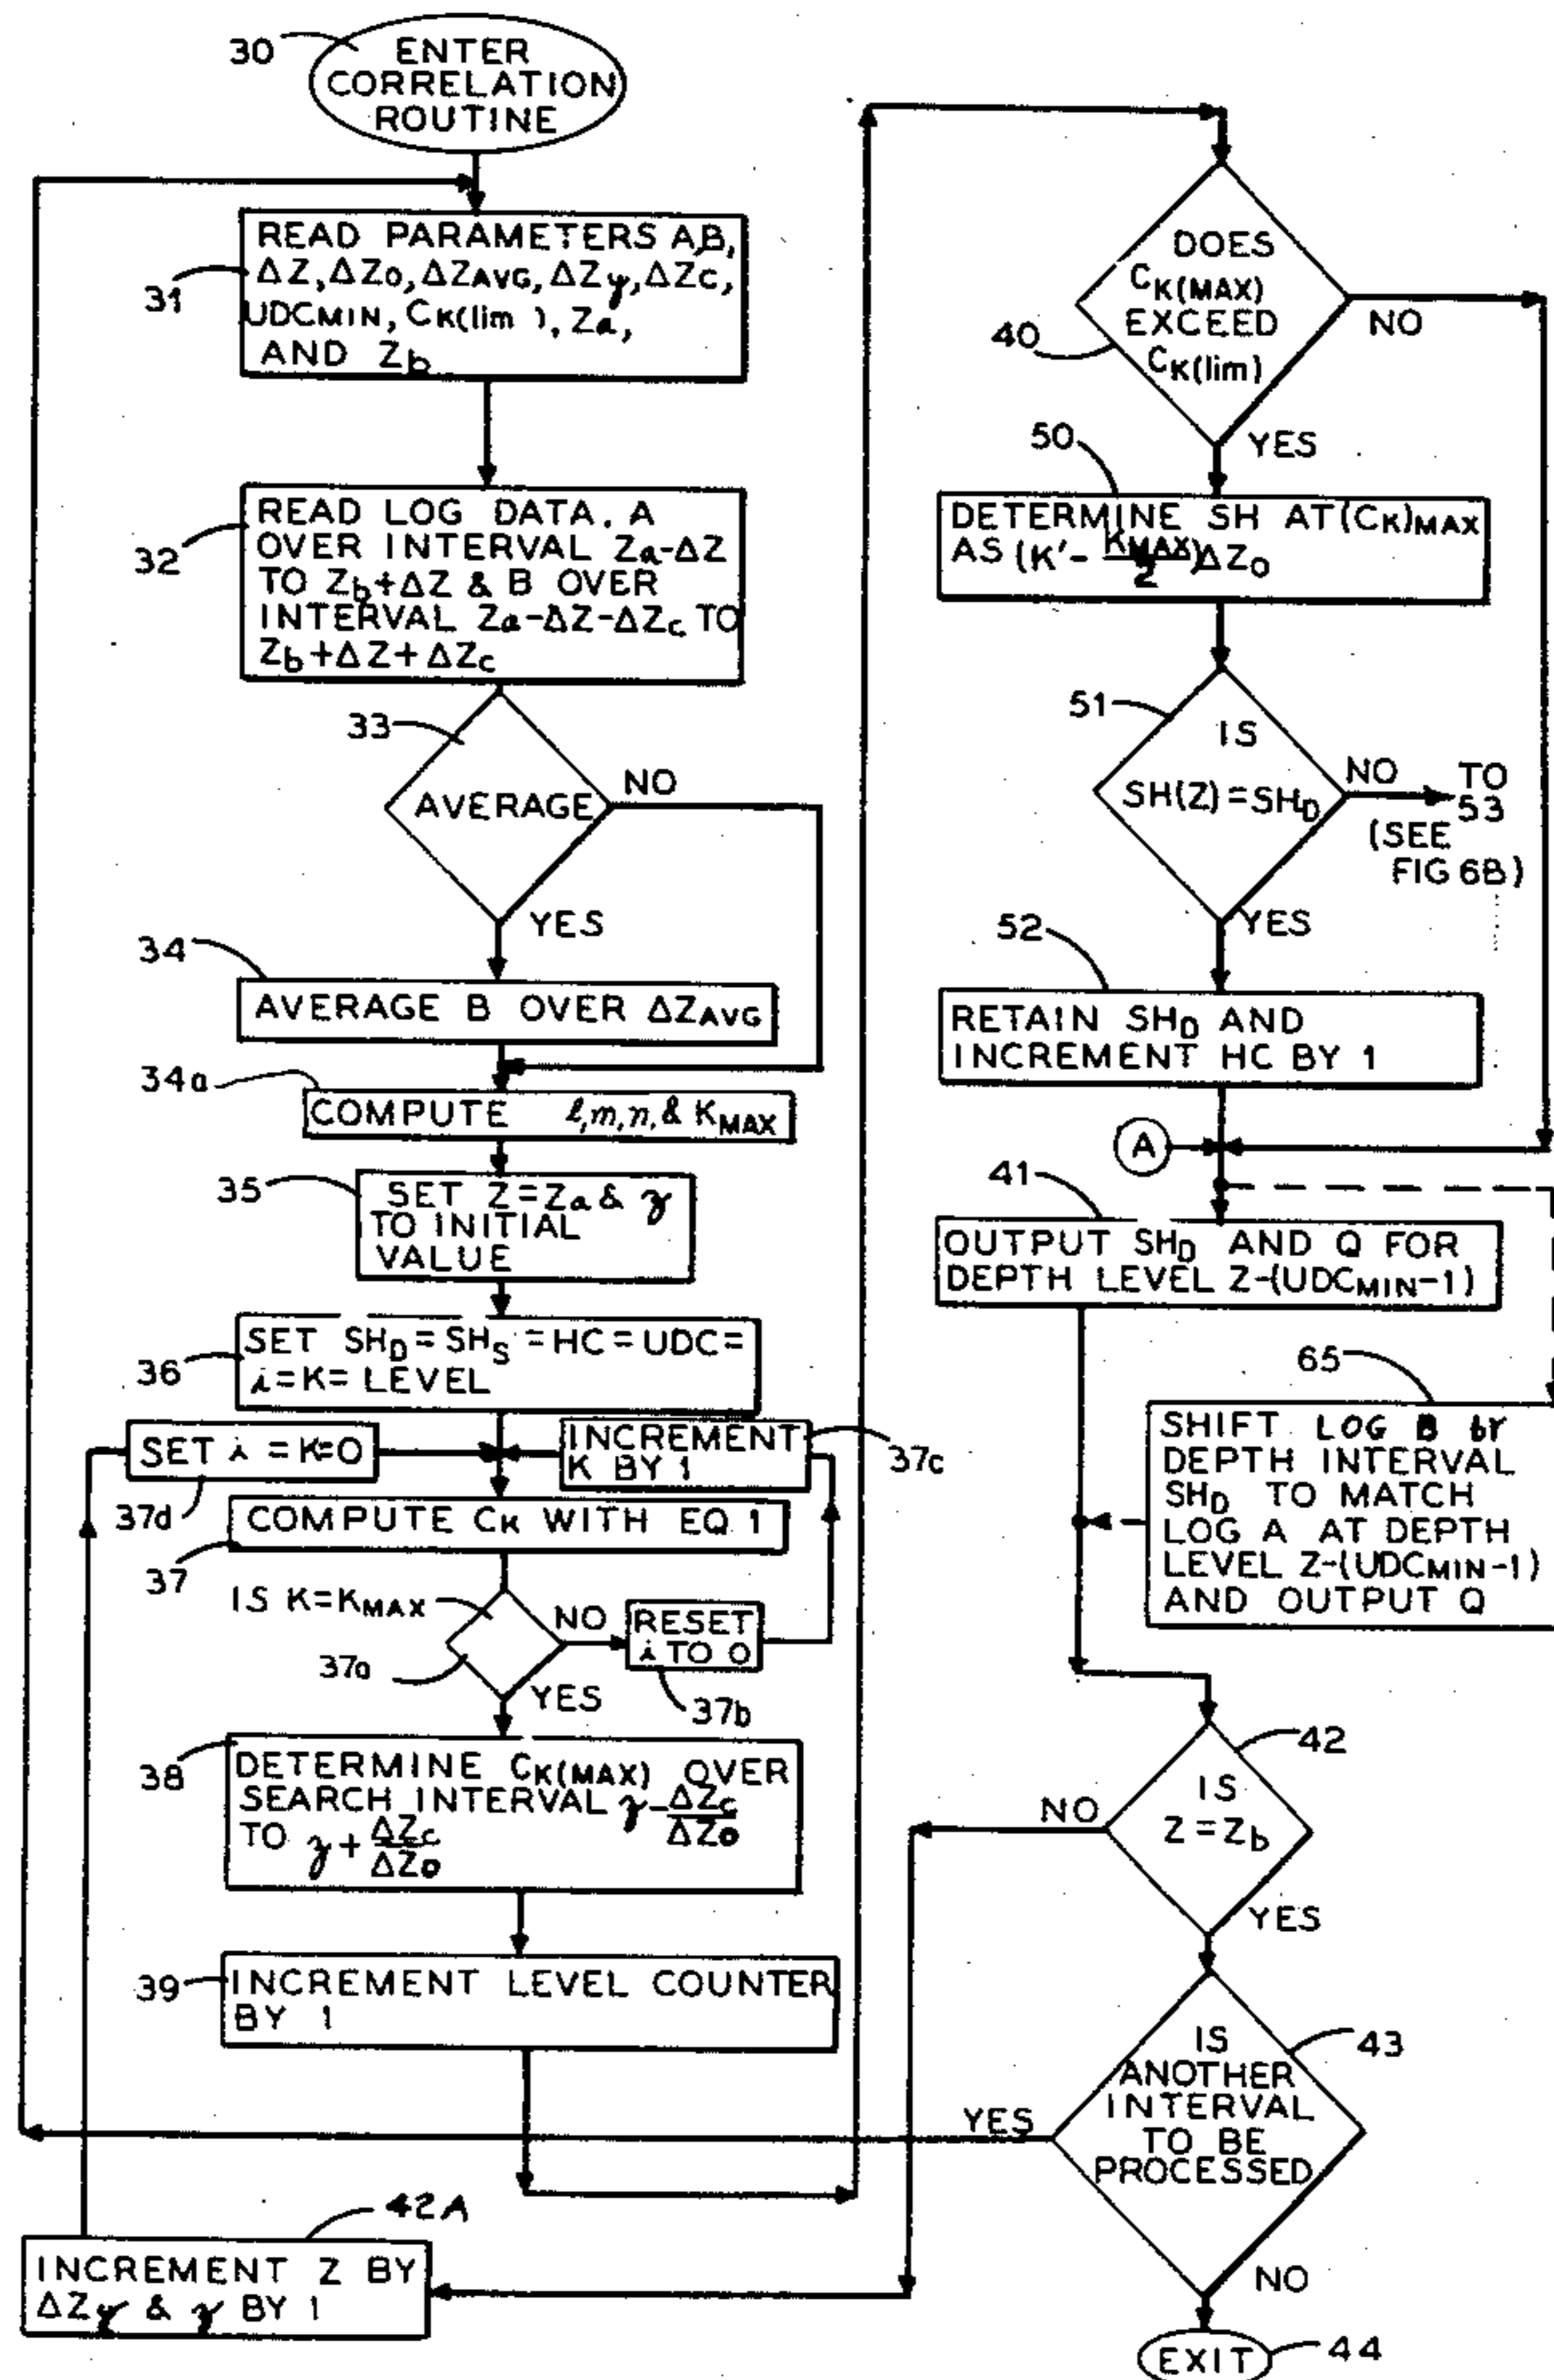 30
ENTER
CORRELATION
ROUTINE
31
READ PARAMETERS A,B,
ΔZ, ΔZo, ΔZAVG, ΔZy, ΔZc,
UDCMIN, CK(lim ), Za,
AND Zb
32
READ LOG DATA. A
OVER INTERVAL Za-ΔZ
TO Zb+ΔZ & B OVER
INTERVAL Za-ΔZ-ΔZc TO
Zb+ΔZ+ΔZc
33
AVERAGE
NO
YES
34
AVERAGE B OVER ΔZAVG
34a
COMPUTE l,m,n,& KMAX
35
SET Z=Za & y
TO INITIAL
VALUE
36
SET SHD=SHS=HC=UDC=
i=K= LEVEL
SET i =K=0
37d
INCREMENT
K BY 1
37c
COMPUTE CK WITH EQ 1
37
IS K=KMAX
37a
NO
RESET
i TO 0
37b
YES
38
DETERMINE CK(MAX) OVER
SEARCH INTERVAL y-ΔZc/ΔZo
TO y+ΔZc/ΔZo
39
INCREMENT LEVEL COUNTER
BY 1
42A
INCREMENT Z BY
ΔZy & y BY 1
40
DOES
CK(MAX)
EXCEED
CK(lim)
NO
YES
50
DETERMINE SH AT(CK)MAX
AS (K'-KMAX/2)ΔZo
51
IS
SH(Z)=SHD
NO
TO
53
(SEE
FIG 6B)
YES
52
RETAIN SHD AND
INCREMENT HC BY 1
A
41
OUTPUT SHD AND Q FOR
DEPTH LEVEL Z-(UDCMIN-1)
65
SHIFT LOG B by
DEPTH INTERVAL
SHD TO MATCH
LOG A AT DEPTH
LEVEL Z-(UDCMIN-1)
AND OUTPUT Q
42
IS
Z=Zb
NO
YES
43
IS
ANOTHER
INTERVAL
TO BE
PROCESSED
YES
NO
EXIT
44